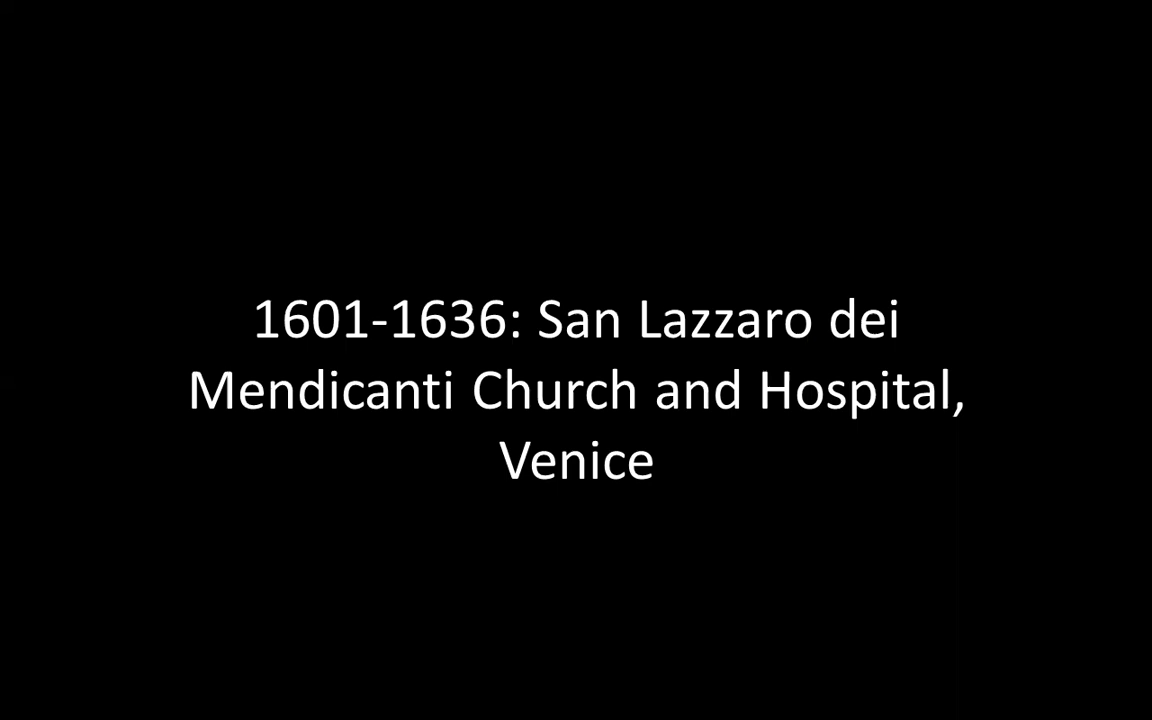 1601-1636: San Lazzaro dei
Mendicanti Church and Hospital,
Venice